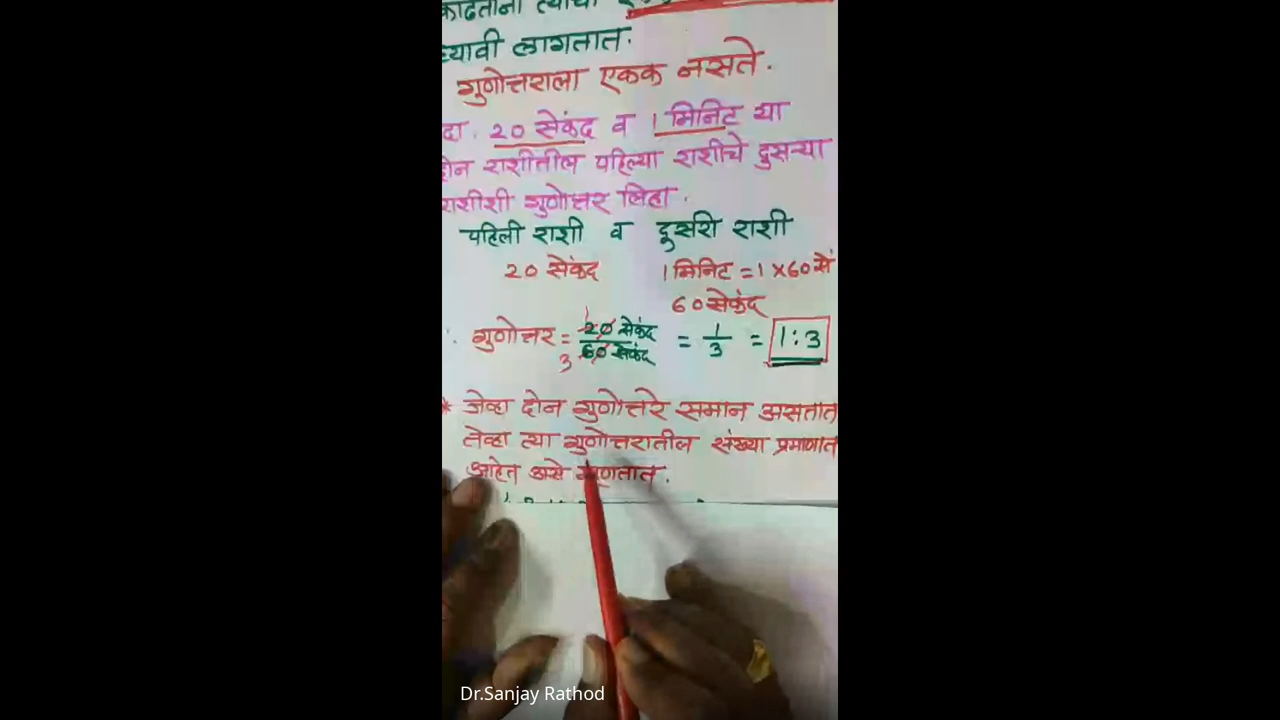 काढताना त्यांची
घ्यावी लागतात.
गुणोत्तराला एकक नसते.
दा. 20 सेकंद व 1 मिनिट या
दोन राशीतील पहिल्या राशीचे दुसऱ्या
राशीशी गुणोत्तर लिहा.
पहिली राशी व दुसरी राशी
20 सेकंद 1 मिनिट = 1 × 60 से
60 सेकंद
गुणोत्तर = 20 सेकंद / 60 सेकंद = 1/3 = 1:3
* जेव्हा दोन गुणोत्तरे समान असतात
तेव्हा त्या गुणोत्तरातील संख्या प्रमाणात
आहेत असे म्हणतात.
Dr.Sanjay Rathod